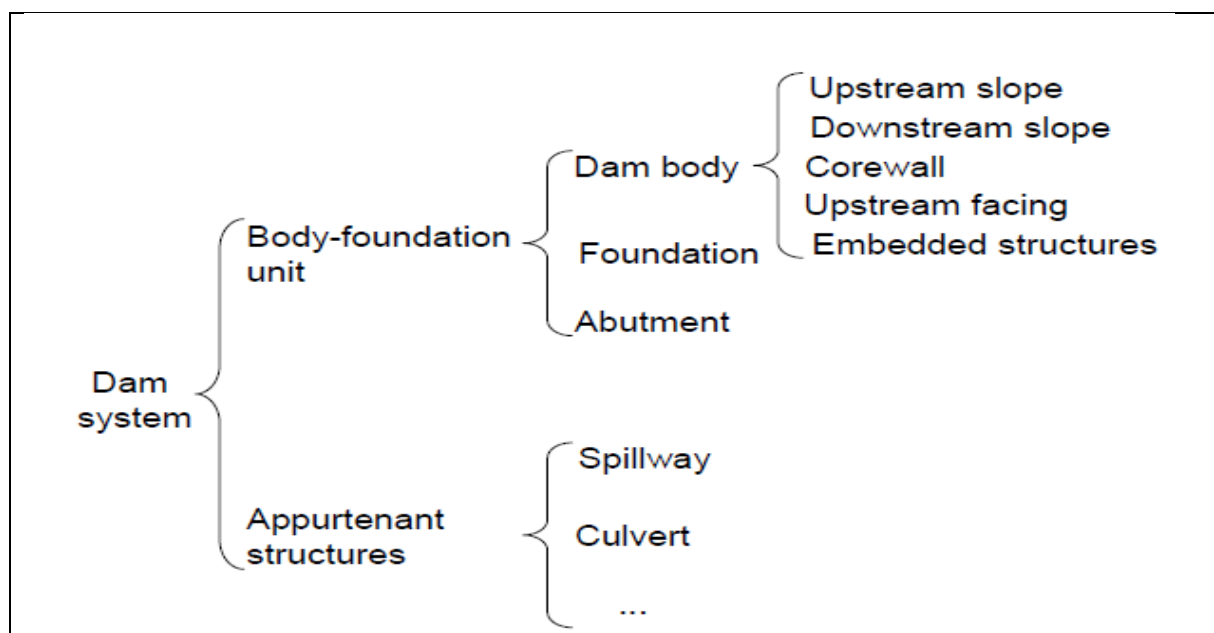 Upstream slope
Downstream slope
Dam body
Corewall
Upstream facing
Body-foundation
unit
Foundation
Embedded structures
Abutment
Dam
system
Spillway
Appurtenant
structures
Culvert
...